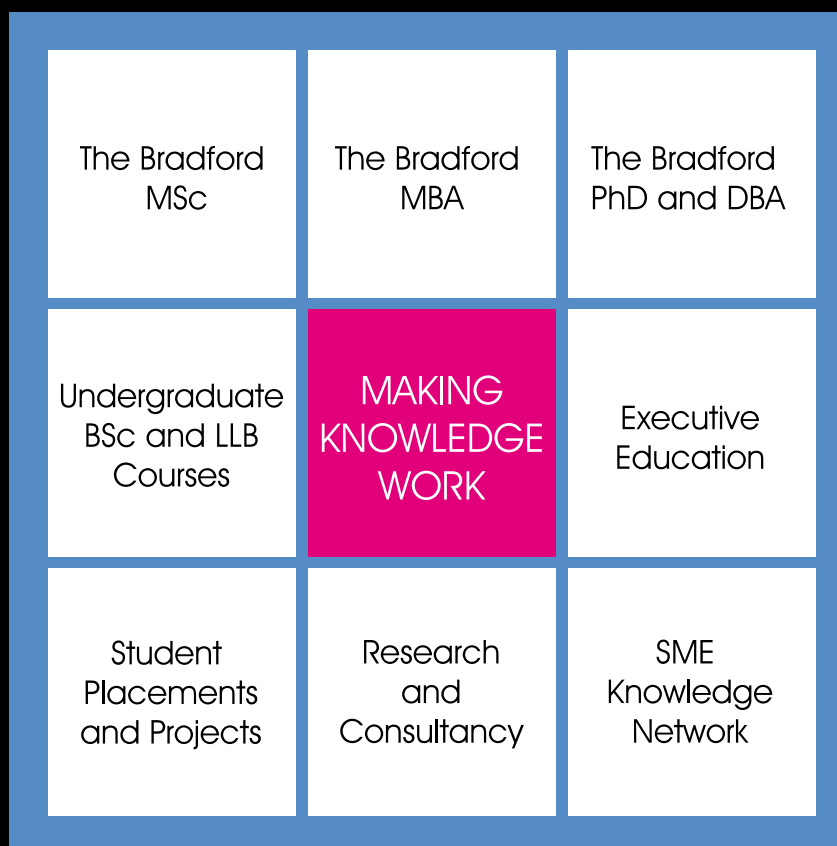 The Bradford
MSc
The Bradford
MBA
The Bradford
PhD and DBA
Undergraduate
BSc and LLB
Courses
MAKING
KNOWLEDGE
WORK
Executive
Education
Student
Placements
and Projects
Research
and
Consultancy
SME
Knowledge
Network